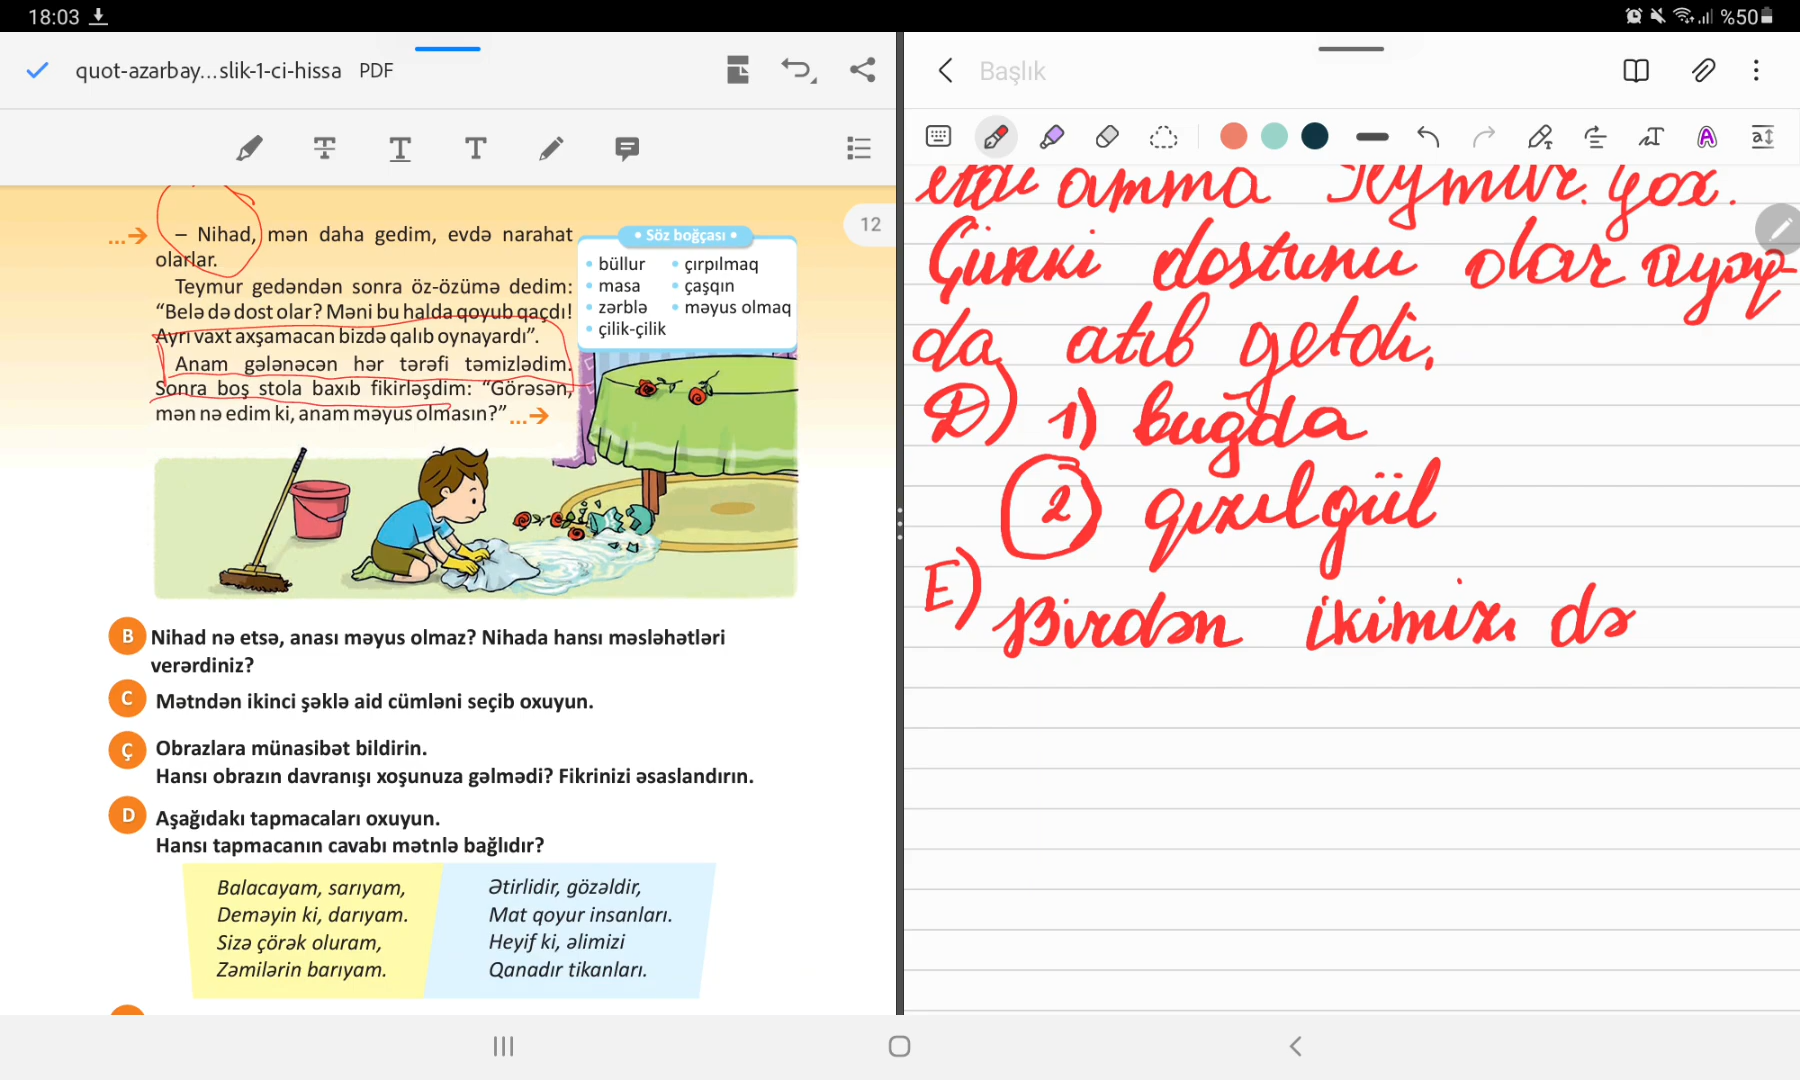 18:03
%50
quot-azarbay...slik-1-ci-hissa PDF
12
... → – Nihad, mən daha gedim, evdə narahat
olarlar.
Teymur gedəndən sonra öz-özümə dedim:
“Belə də dost olar? Məni bu halda qoyub qaçdı!
Ayrı vaxt axşamacan bizdə qalıb oynayardı”.
Anam gələnəcən hər tərəfi təmizlədim.
Sonra boş stola baxıb fikirləşdim: “Görəsən,
mən nə edim ki, anam məyus olmasın?” ... →
• Söz boğçası •
• büllur
• masa
• zərblə
• çilik-çilik
• çırpılmaq
• çaşqın
• məyus olmaq
B Nihad nə etsə, anası məyus olmaz? Nihada hansı məsləhətləri
verərdiniz?
C Mətndən ikinci şəklə aid cümləni seçib oxuyun.
Ç Obrazlara münasibət bildirin.
Hansı obrazın davranışı xoşunuza gəlmədi? Fikrinizi əsaslandırın.
D Aşağıdakı tapmacaları oxuyun.
Hansı tapmacanın cavabı mətnlə bağlıdır?
Balacayam, sarıyam,
Deməyin ki, darıyam.
Sizə çörək oluram,
Zəmilərin barıyam.
Ətirlidir, gözəldir,
Mat qoyur insanları.
Heyif ki, əlimizi
Qanadır tikanları.
Başlık
amma Teymur yox.
Çünki dostunu dar ayaq-
da atıb getdi.
D) 1) buğda
2) qızılgül
E) Birdən ikimizi də